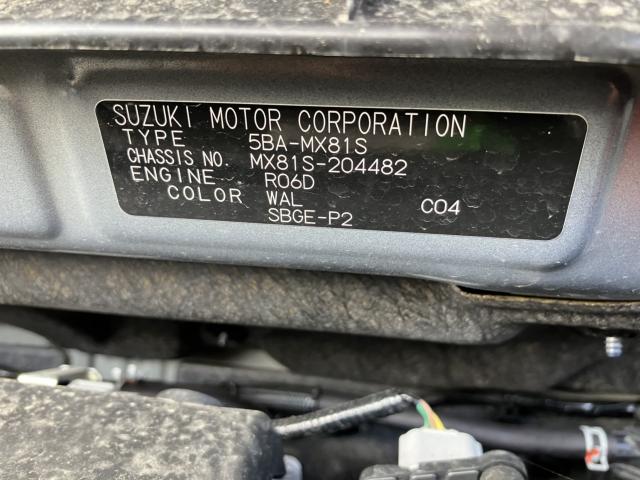 SUZUKI MOTOR CORPORATION
TYPE 5BA-MX81S
CHASSIS NO. MX81S-204482
ENGINE R06D
COLOR WAL C04
SBGE-P2